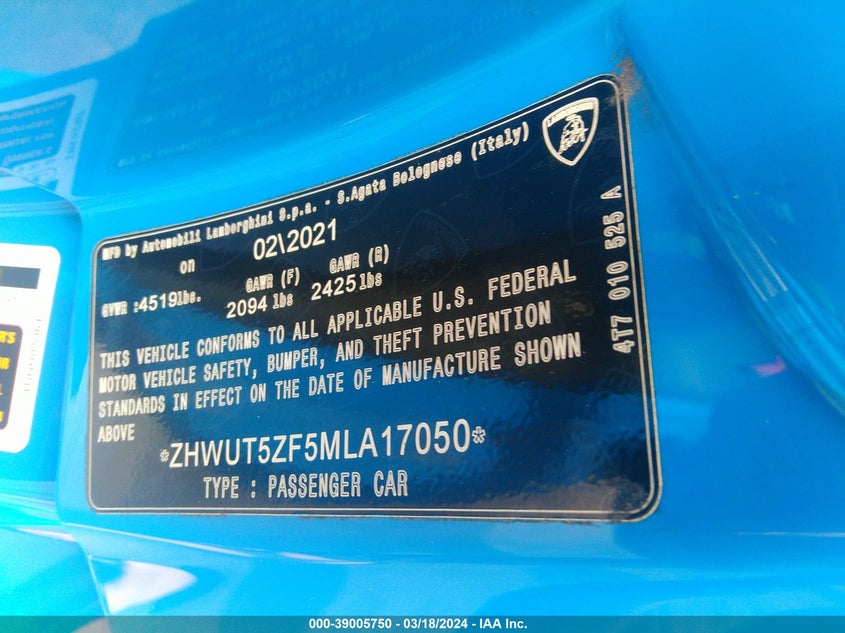 MFD by Automobili Lamborghini S.p.a. - S.Agata Bolognese (Italy)
on 02\2021
GAWR (F) GAWR (R)
GVWR :4519lbs. 2094 lbs 2425 lbs
THIS VEHICLE CONFORMS TO ALL APPLICABLE U.S. FEDERAL
MOTOR VEHICLE SAFETY, BUMPER, AND THEFT PREVENTION
STANDARDS IN EFFECT ON THE DATE OF MANUFACTURE SHOWN
ABOVE
*ZHWUT5ZF5MLA17050*
TYPE : PASSENGER CAR
4T7 010 525 A
000-39005750 - 03/18/2024 - IAA Inc.